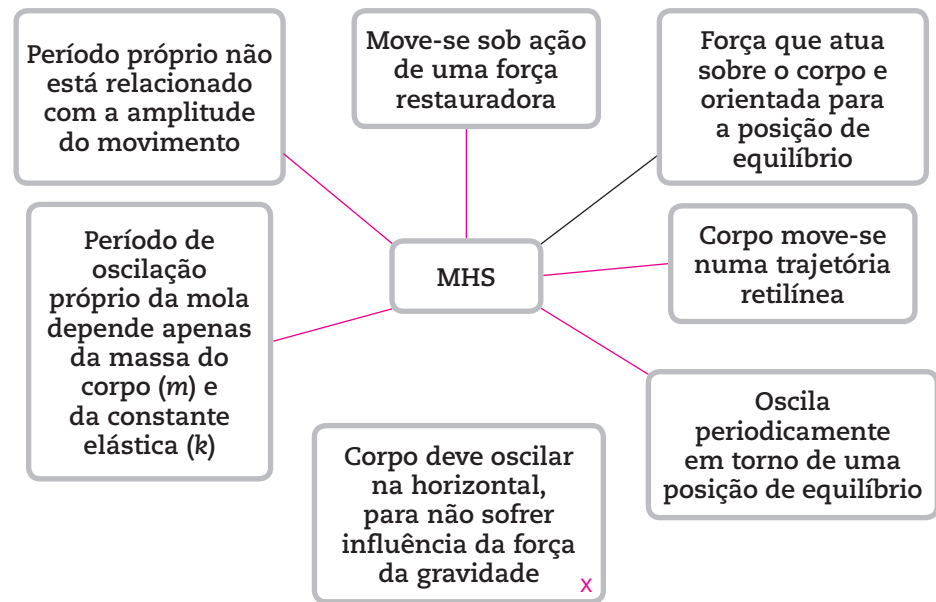 Período próprio não
está relacionado
com a amplitude
do movimento
Move-se sob ação
de uma força
restauradora
Força que atua
sobre o corpo e
orientada para
a posição de
equilíbrio
Período de
oscilação
próprio da mola
depende apenas
da massa do
corpo (m) e
da constante
elástica (k)
MHS
Corpo move-se
numa trajetória
retilínea
Corpo deve oscilar
na horizontal,
para não sofrer
influência da força
da gravidade
X
Oscila
periodicamente
em torno de uma
posição de equilíbrio